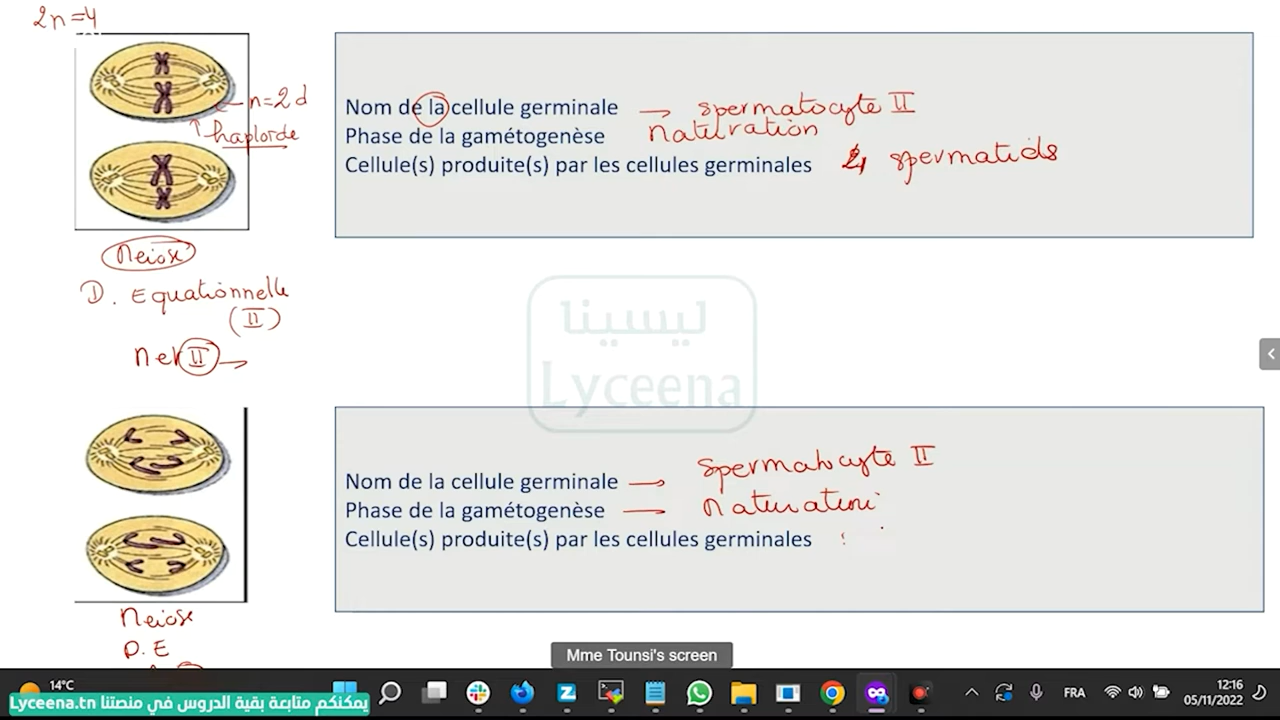 2n=4
n=2d
haploïde
Nom de la cellule germinale → spermatocyte II
Phase de la gamétogenèse Maturation
Cellule(s) produite(s) par les cellules germinales 4 spermatids
Meiose
D. Equationnelle
(II)
Met II →
ليسينا
Lyceena
Nom de la cellule germinale → Spermatocyte II
Phase de la gamétogenèse → Maturation
Cellule(s) produite(s) par les cellules germinales
Meiose
D.E
Mme Tounsi's screen
14°C
FRA
12:16
05/11/2022
Lyceena.tn يمكنكم متابعة بقية الدروس في منصتنا